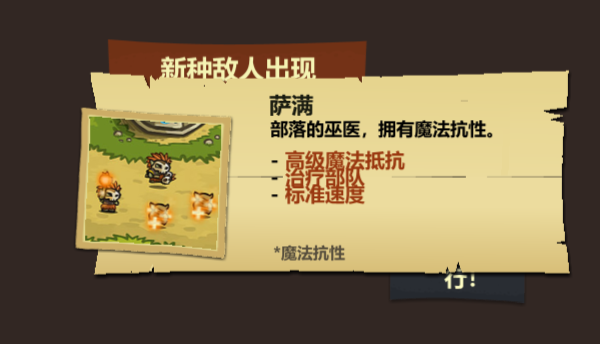 新种敌人出现
萨满
部落的巫医，拥有魔法抗性。
- 高级魔法抵抗
- 治疗部队
- 标准速度
*魔法抗性
行！